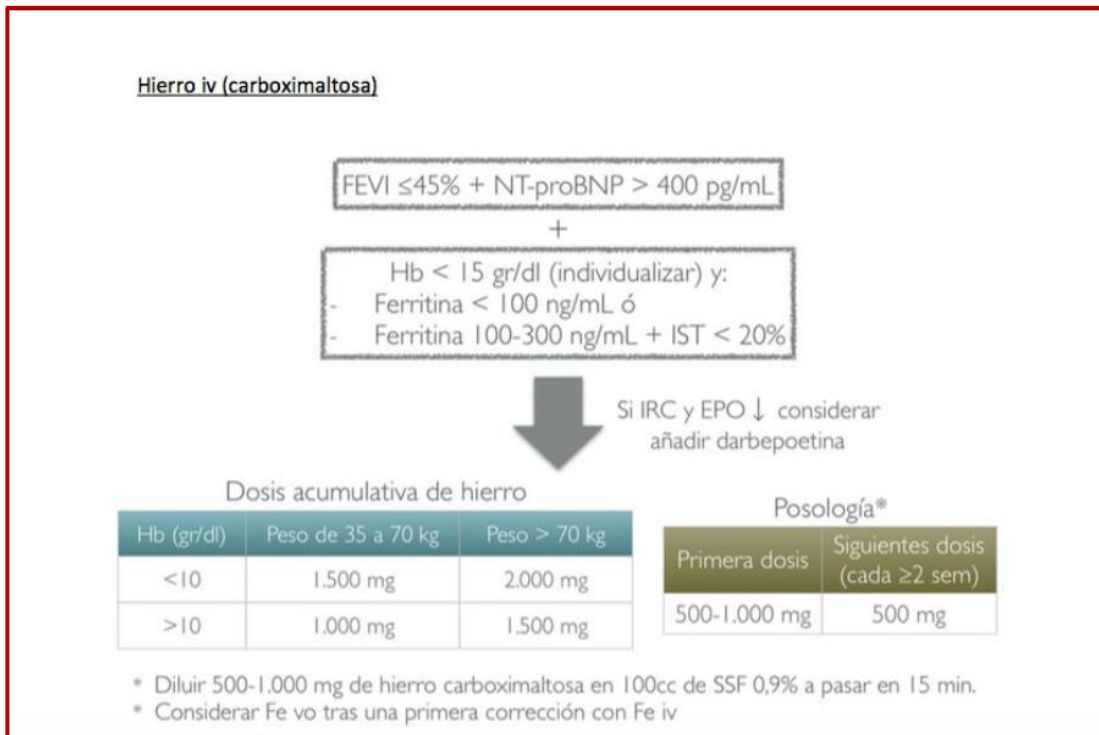 Hierro iv (carboximaltosa)
FEVI ≤45% + NT-proBNP > 400 pg/mL
+
Hb < 15 gr/dl (individualizar) y:
- Ferritina < 100 ng/mL ó
- Ferritina 100-300 ng/mL + IST < 20%
Si IRC y EPO ↓ considerar
añadir darbepoetina
Dosis acumulativa de hierro
Hb (gr/dl) Peso de 35 a 70 kg Peso > 70 kg
<10 1.500 mg 2.000 mg
>10 1.000 mg 1.500 mg
Posología*
Primera dosis Siguientes dosis
(cada ≥2 sem)
500-1.000 mg 500 mg
* Diluir 500-1.000 mg de hierro carboximaltosa en 100cc de SSF 0,9% a pasar en 15 min.
* Considerar Fe vo tras una primera corrección con Fe iv